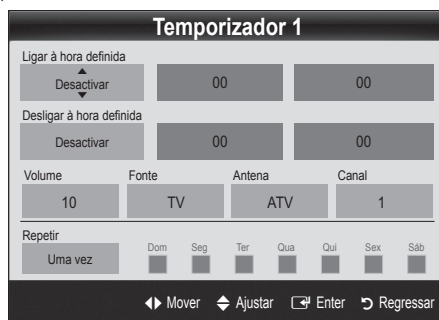 Temporizador 1
Ligar à hora definida
Desactivar 00 00
Desligar à hora definida
Desactivar 00 00
Volume Fonte Antena Canal
10 TV ATV 1
Repetir
Dom Seg Ter Qua Qui Sex Sáb
Uma vez
Mover Ajustar Enter Regressar